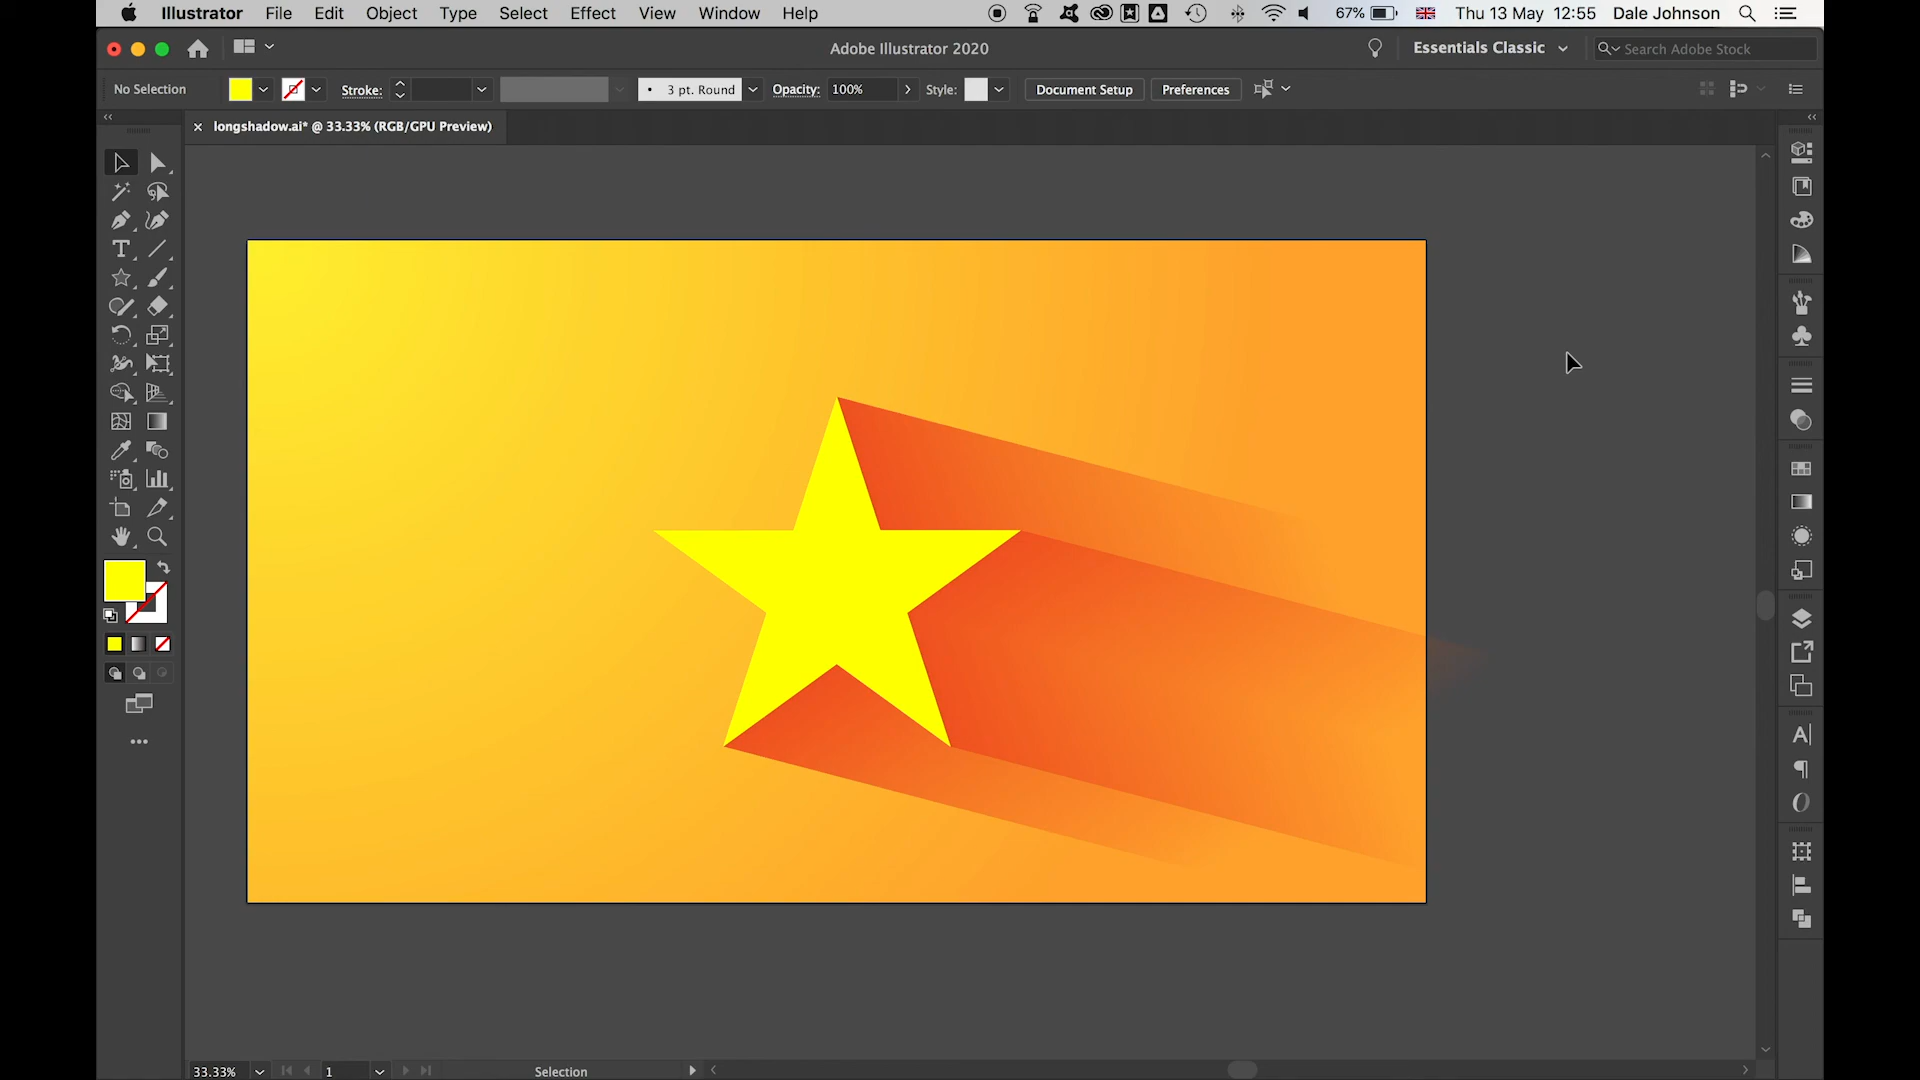 Illustrator File Edit Object Type Select Effect View Window Help 67% Thu 13 May 12:55 Dale Johnson
Adobe Illustrator 2020 Essentials Classic Search Adobe Stock
No Selection Stroke: 3 pt. Round Opacity: 100% Style: Document Setup Preferences
longshadow.ai* @ 33.33% (RGB/GPU Preview)
33.33% 1 Selection